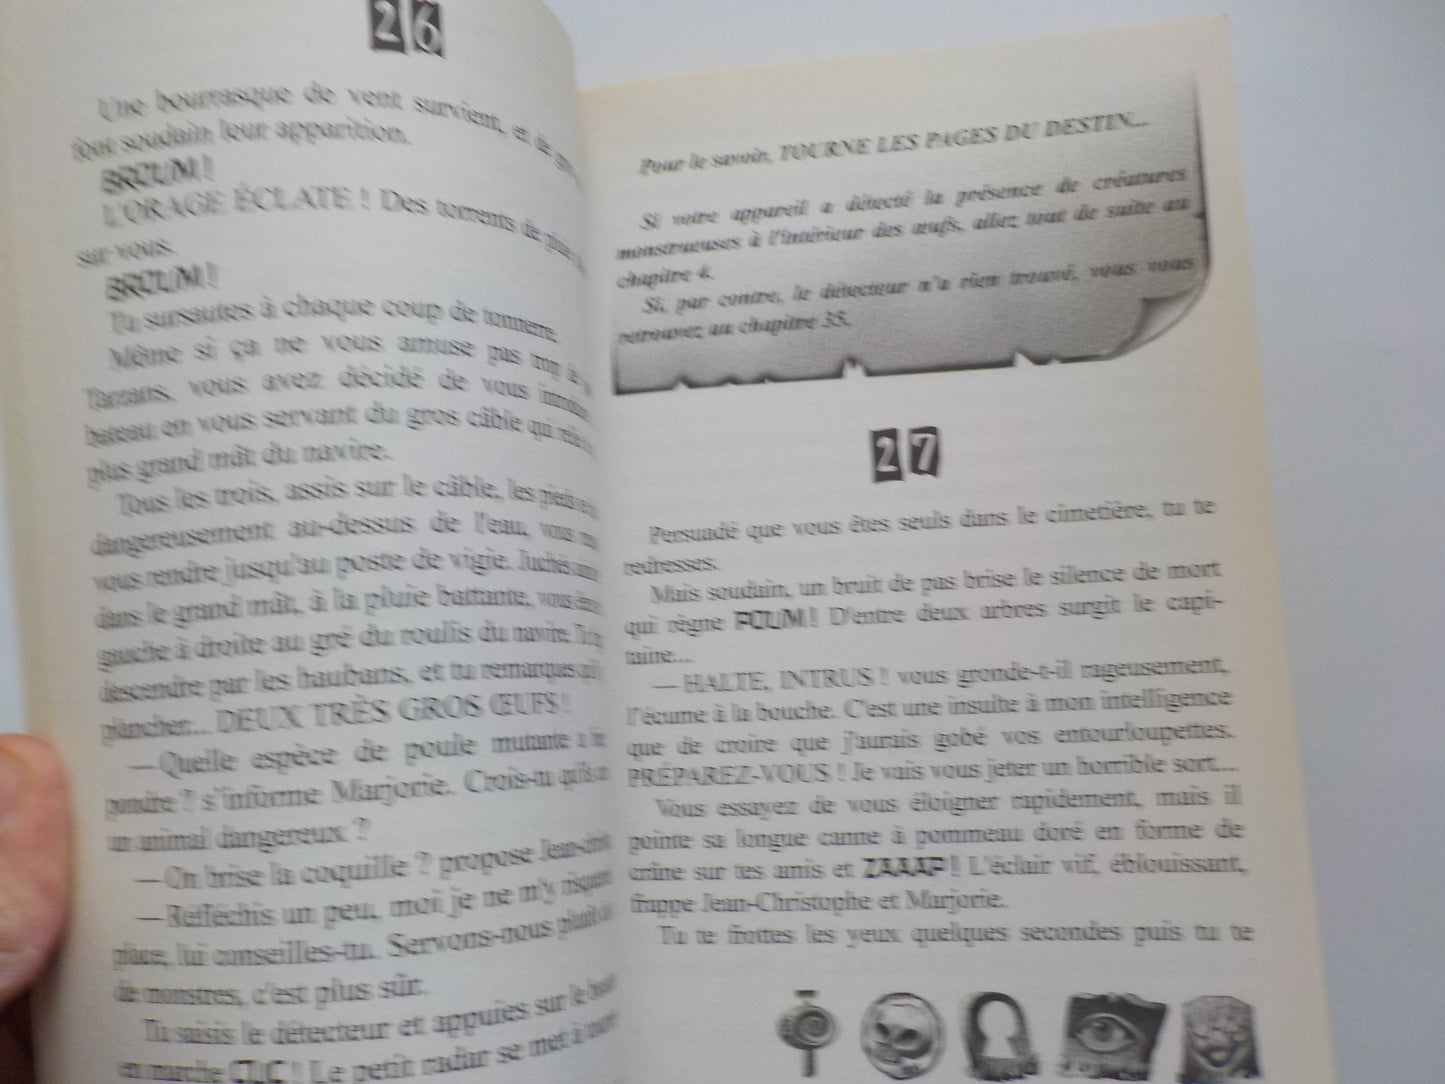 26
Une bourrasque de vent survient, et de
font soudain leur apparition.
BROUM !
L'ORAGE ÉCLATE ! Des torrents de pluie
sur vous.
BROUM !
Tu sursautes à chaque coup de tonnerre.
Même si ça ne vous amuse pas trop de
Tarzans, vous avez décidé de vous
bateau en vous servant du gros câble qui
plus grand mât du navire.
Tous les trois, assis sur le câble, les pieds
dangereusement au-dessus de l'eau, vous
vous rendre jusqu'au poste de vigie. Juchés
dans le grand mât, à la pluie battante, vous
gauche à droite au gré du roulis du navire.
descendre par les haubans, et tu remarques
plancher... DEUX TRÈS GROS ŒUFS !
— Quelle espèce de poule mutante a
pondre ? s'informe Marjorie. Crois-tu
un animal dangereux ?
— On brise la coquille ? propose
— Réfléchis un peu, moi je ne m'y
place, lui conseilles-tu. Servons-nous plutôt
de monstres, c'est plus sûr.
Tu saisis le détecteur et appuies sur le
en marche CLIC ! Le petit radar se met à
Pour le savoir, TOURNE LES PAGES DU DESTIN...
Si votre appareil a détecté la présence de créatures
monstrueuses à l'intérieur des œufs, allez tout de suite au
chapitre 4.
Si, par contre, le détecteur n'a rien trouvé, vous vous
retrouvez au chapitre 35.
27
Persuadé que vous êtes seuls dans le cimetière, tu te
redresses.
Mais soudain, un bruit de pas brise le silence de mort
qui règne POUM ! D'entre deux arbres surgit le capi-
taine...
— HALTE, INTRUS ! vous gronde-t-il rageusement,
l'écume à la bouche. C'est une insulte à mon intelligence
que de croire que j'aurais gobé vos entourloupettes.
PRÉPAREZ-VOUS ! Je vais vous jeter un horrible sort...
Vous essayez de vous éloigner rapidement, mais il
pointe sa longue canne à pommeau doré en forme de
crâne sur tes amis et ZAAAP ! L'éclair vif, éblouissant,
frappe Jean-Christophe et Marjorie.
Tu te frottes les yeux quelques secondes puis tu te